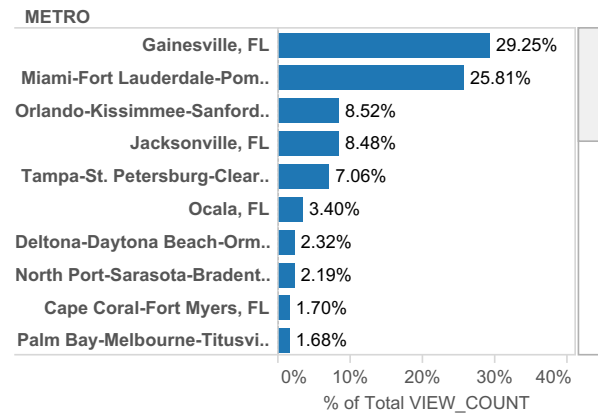 METRO
Gainesville, FL 29.25%
Miami-Fort Lauderdale-Pom.. 25.81%
Orlando-Kissimmee-Sanford.. 8.52%
Jacksonville, FL 8.48%
Tampa-St. Petersburg-Clear.. 7.06%
Ocala, FL 3.40%
Deltona-Daytona Beach-Orm.. 2.32%
North Port-Sarasota-Bradent.. 2.19%
Cape Coral-Fort Myers, FL 1.70%
Palm Bay-Melbourne-Titusvi.. 1.68%
0% 10% 20% 30% 40%
% of Total VIEW_COUNT